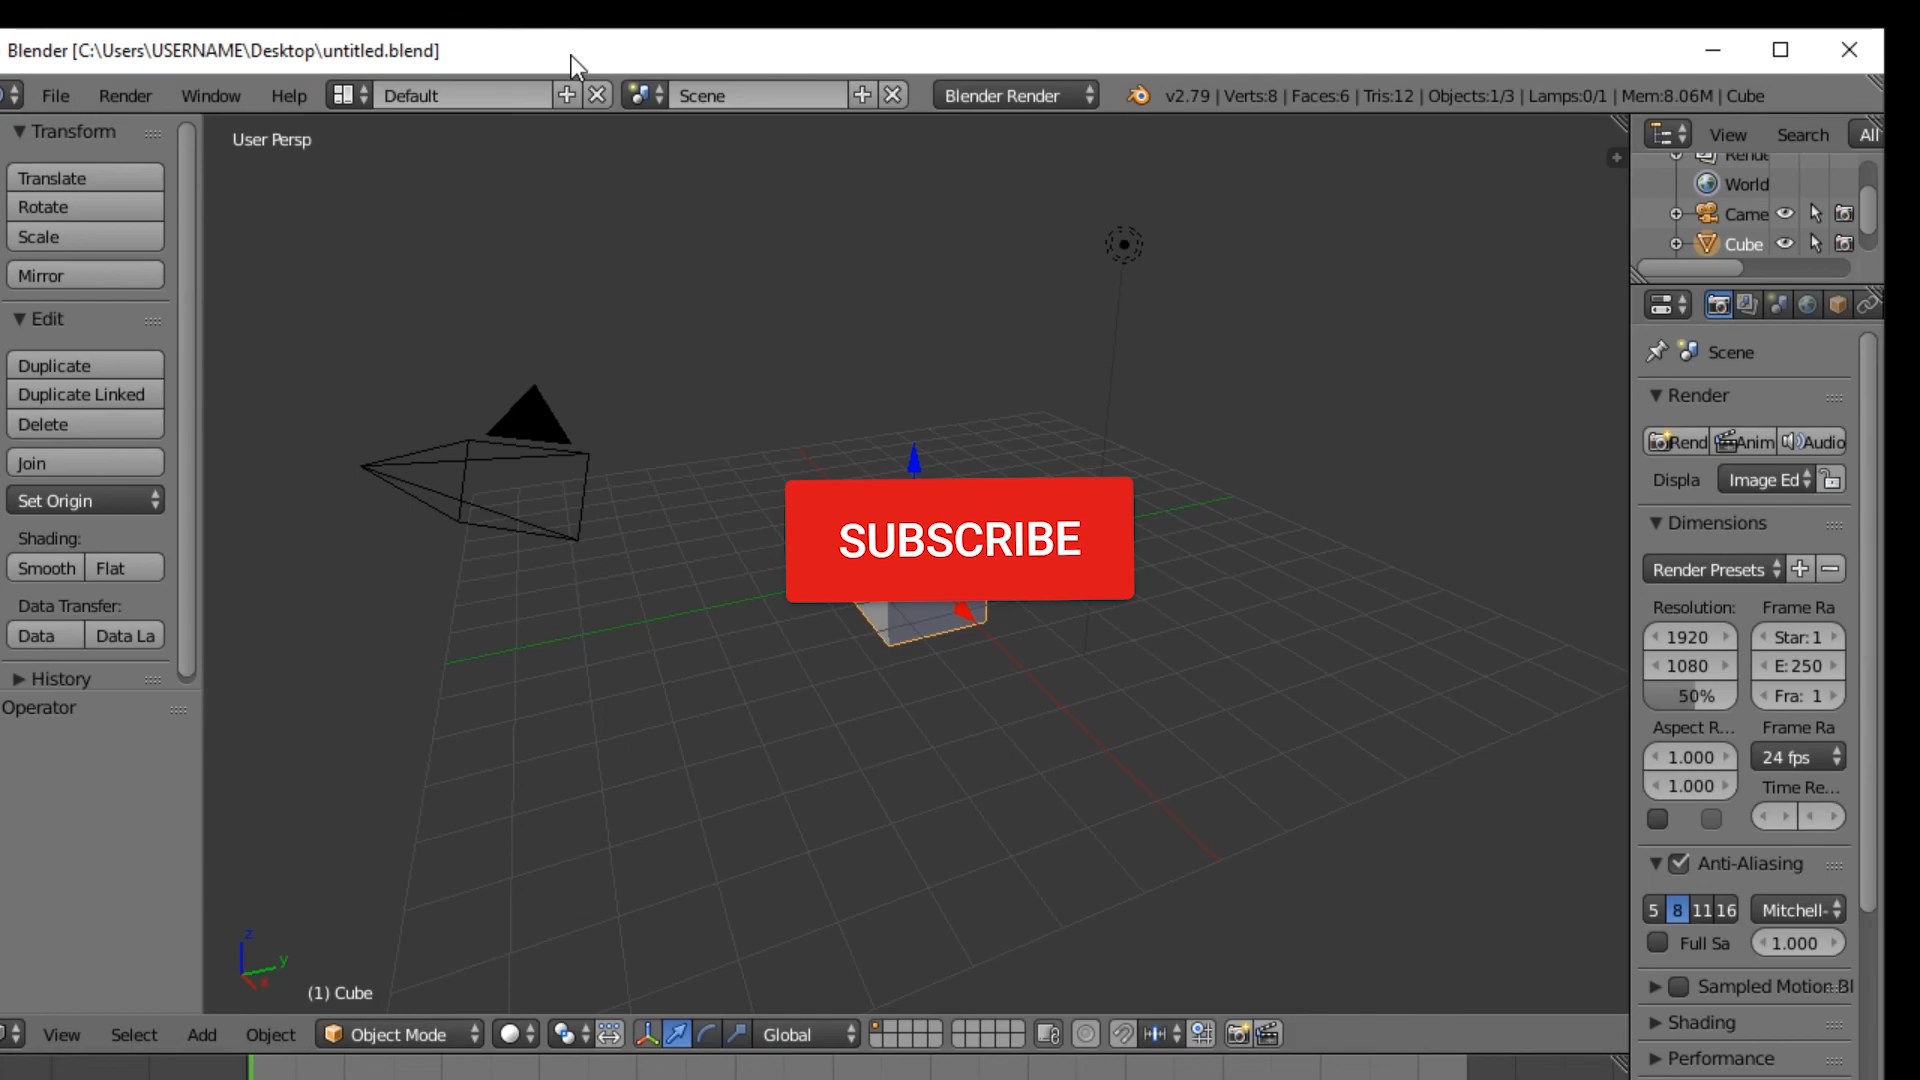 Blender [C:\Users\USERNAME\Desktop\untitled.blend]
File Render Window Help Default Scene Blender Render v2.79 | Verts:8 | Faces:6 | Tris:12 | Objects:1/3 | Lamps:0/1 | Mem:8.06M | Cube
Transform
Translate
Rotate
Scale
Mirror
Edit
Duplicate
Duplicate Linked
Delete
Join
Set Origin
Shading:
Smooth Flat
Data Transfer:
Data Data La
History
Operator
User Persp
SUBSCRIBE
z
y
x
(1) Cube
View Select Add Object Object Mode Global
View Search All
World
Came
Cube
Scene
Render
Rend Anim Audio
Displa Image Ed
Dimensions
Render Presets
Resolution: Frame Ra
1920 Star: 1
1080 E: 250
50% Fra: 1
Aspect R... Frame Ra
1.000 24 fps
1.000 Time Re...
Anti-Aliasing
5 8 11 16 Mitchell-
Full Sa 1.000
Sampled Motion Bl
Shading
Performance